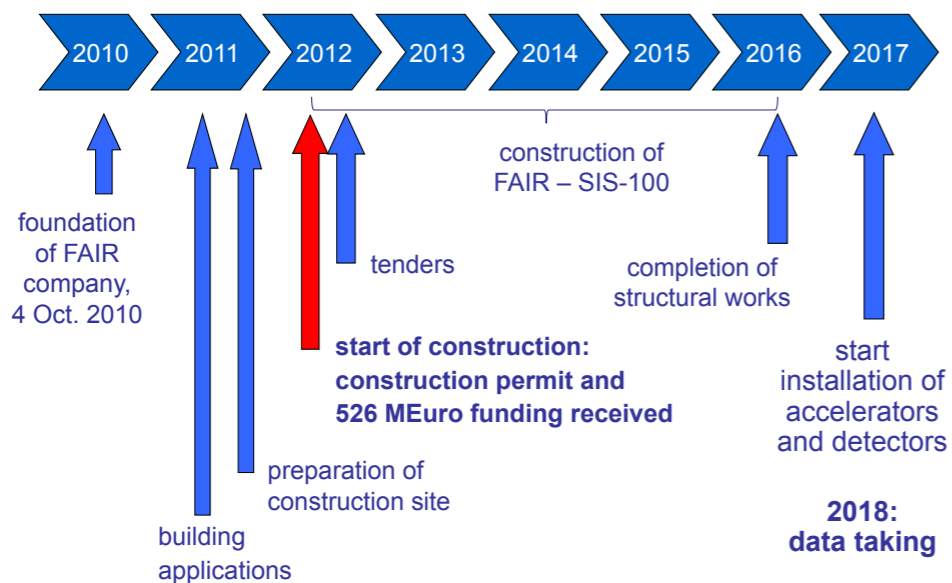 2010 2011 2012 2013 2014 2015 2016 2017
construction of
FAIR – SIS-100
foundation
of FAIR
company,
4 Oct. 2010
tenders
completion of
structural works
start of construction:
construction permit and
526 MEuro funding received
start
installation of
accelerators
and detectors
preparation of
construction site
building
applications
2018:
data taking